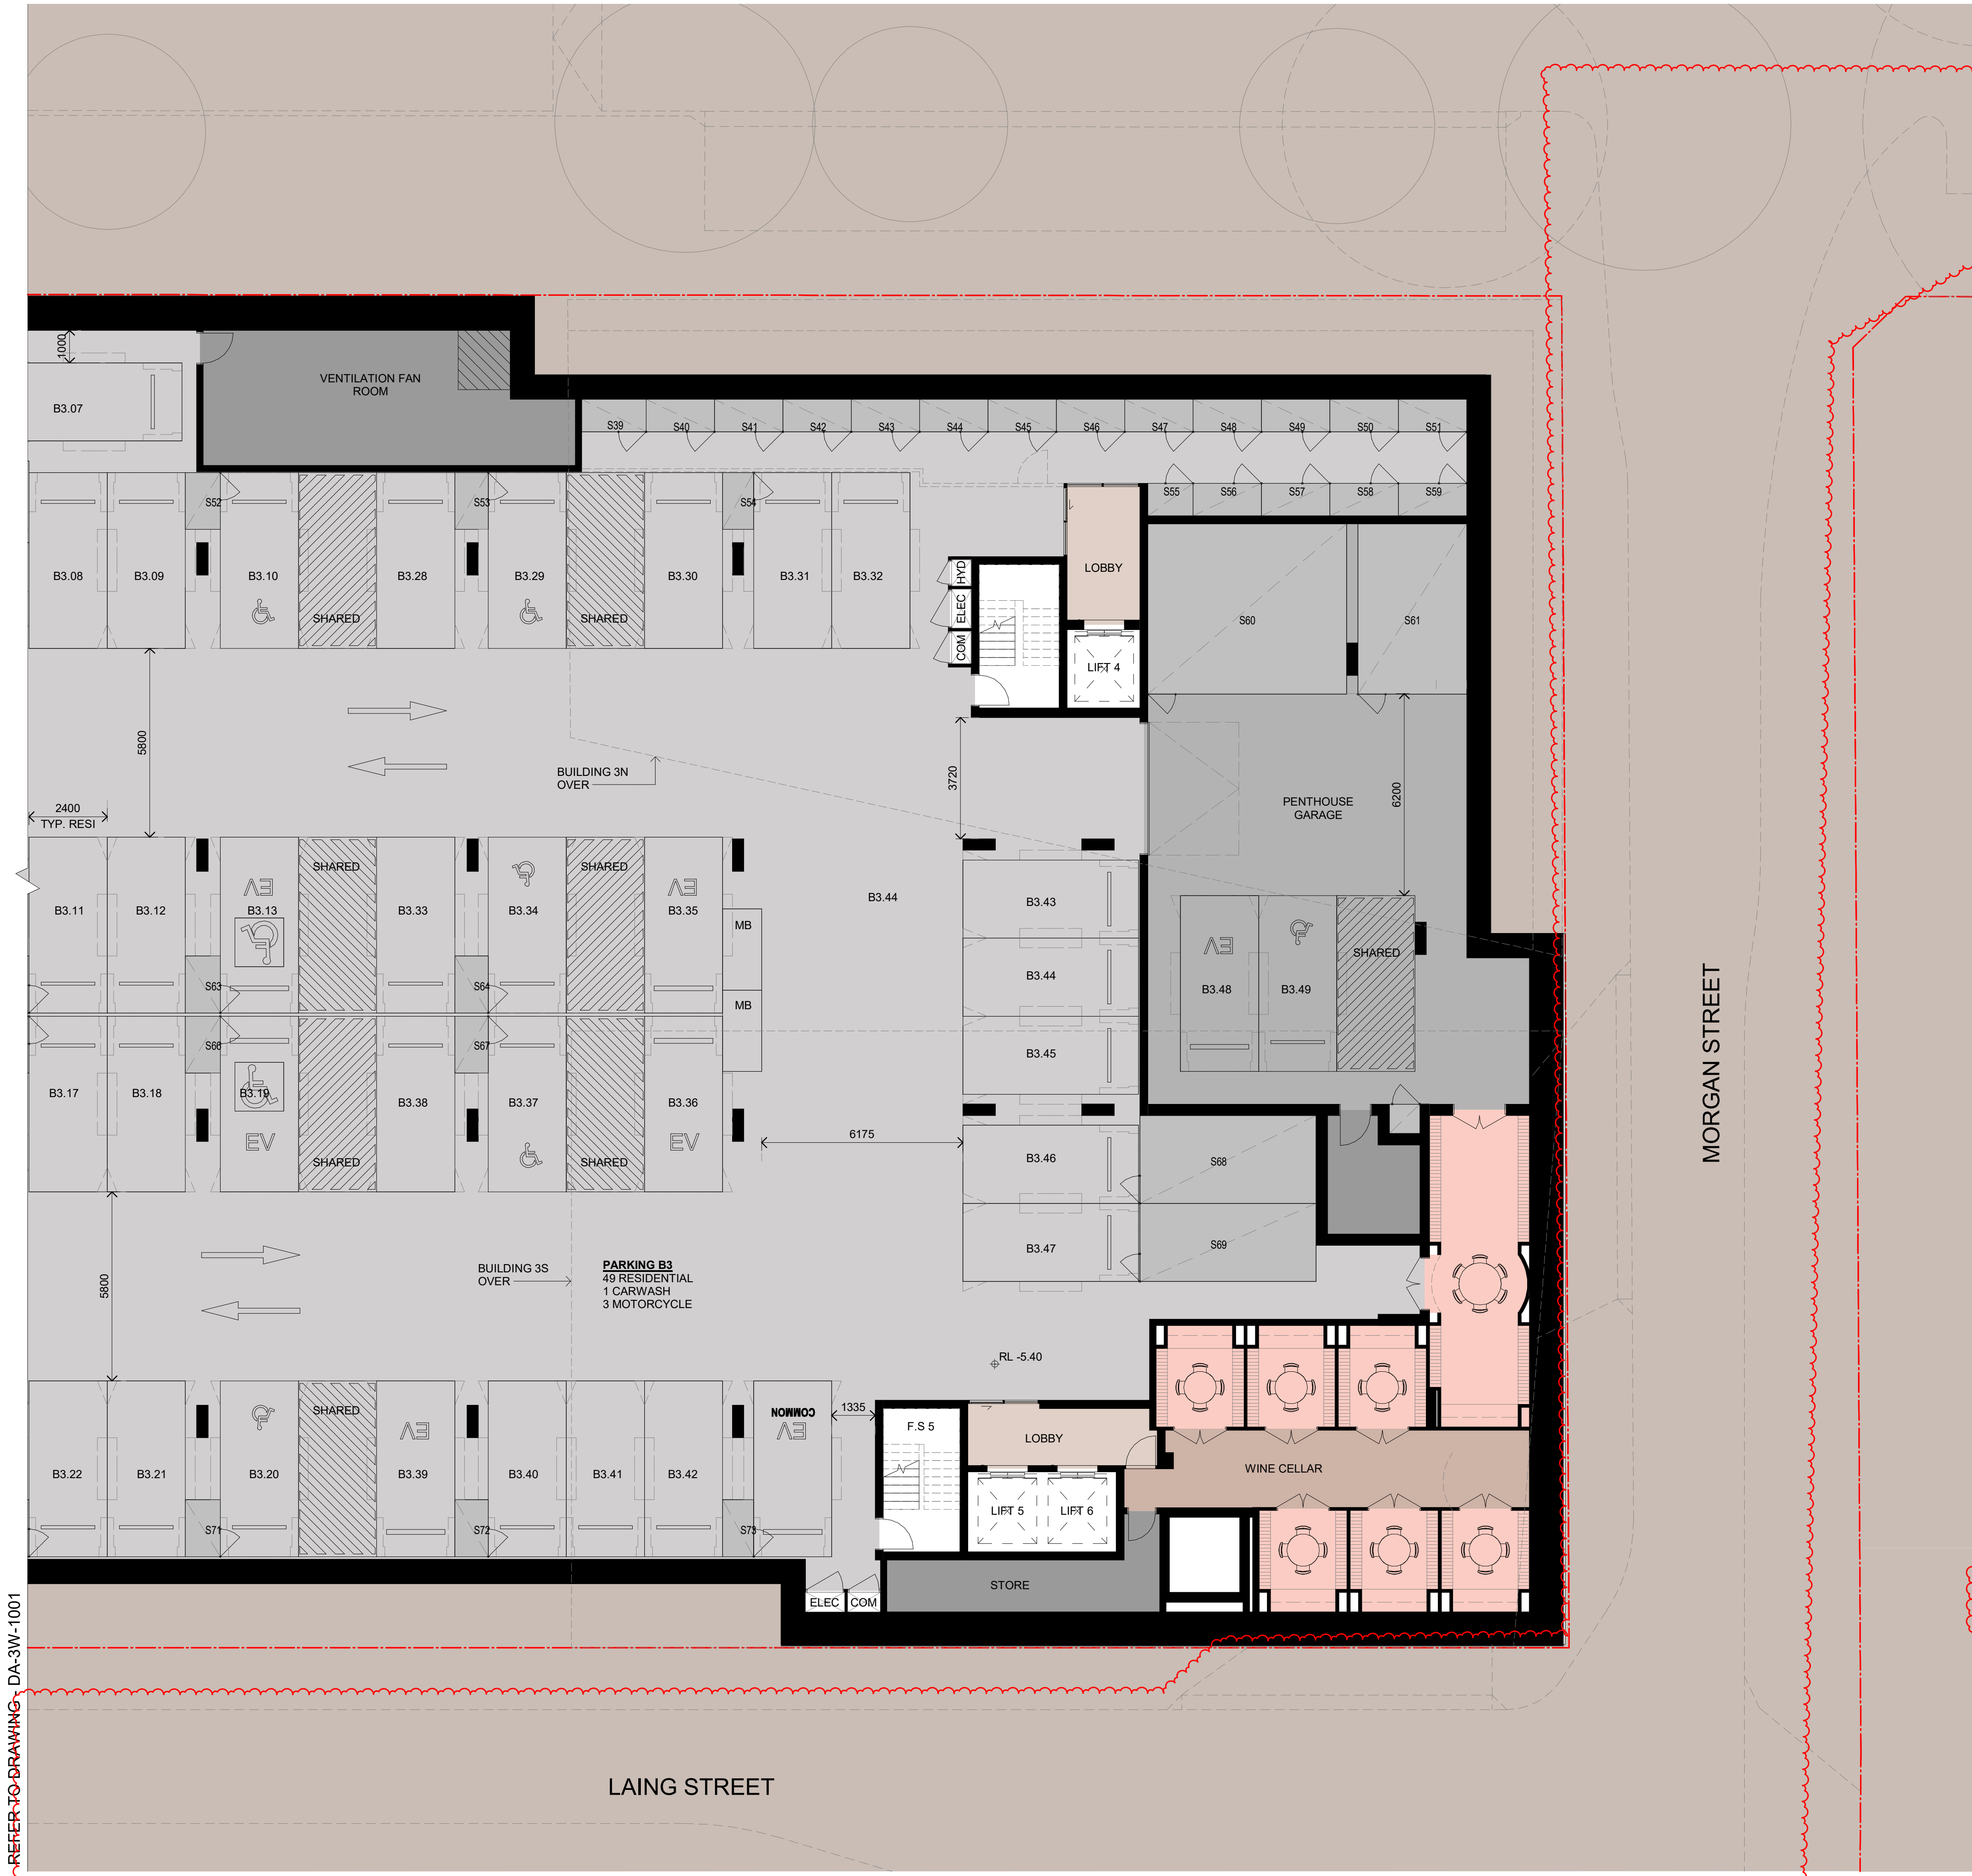 1000
VENTILATION FAN
ROOM
B3.07
S39
S40
S41
S42
S43
S44
S45
S46
S47
S48
S49
S50
S51
S52
S53
S54
S55
S56
S57
S58
S59
B3.08
B3.09
B3.10
SHARED
B3.28
B3.29
SHARED
B3.30
B3.31
B3.32
HYD
ELEC
COM
LOBBY
LIFT 4
S60
S61
5800
3720
BUILDING 3N
OVER
PENTHOUSE
GARAGE
6200
2400
TYP. RESI
B3.11
B3.12
EV
B3.13
SHARED
B3.33
B3.34
SHARED
EV
B3.35
MB
B3.44
B3.43
B3.44
B3.45
EV
B3.48
B3.49
SHARED
S63
S64
MB
S66
S67
B3.17
B3.18
B3.19
EV
SHARED
B3.38
B3.37
SHARED
B3.36
EV
6175
B3.46
B3.47
S68
S69
MORGAN STREET
5800
BUILDING 3S
OVER
PARKING B3
49 RESIDENTIAL
1 CARWASH
3 MOTORCYCLE
RL -5.40
B3.22
B3.21
B3.20
SHARED
EV
B3.39
B3.40
B3.41
B3.42
COMMON
EV
1335
F.S 5
LOBBY
LIFT 5
LIFT 6
WINE CELLAR
S71
S72
S73
STORE
ELEC
COM
LAING STREET
REFER TO DRAWING - DA-3W-1001